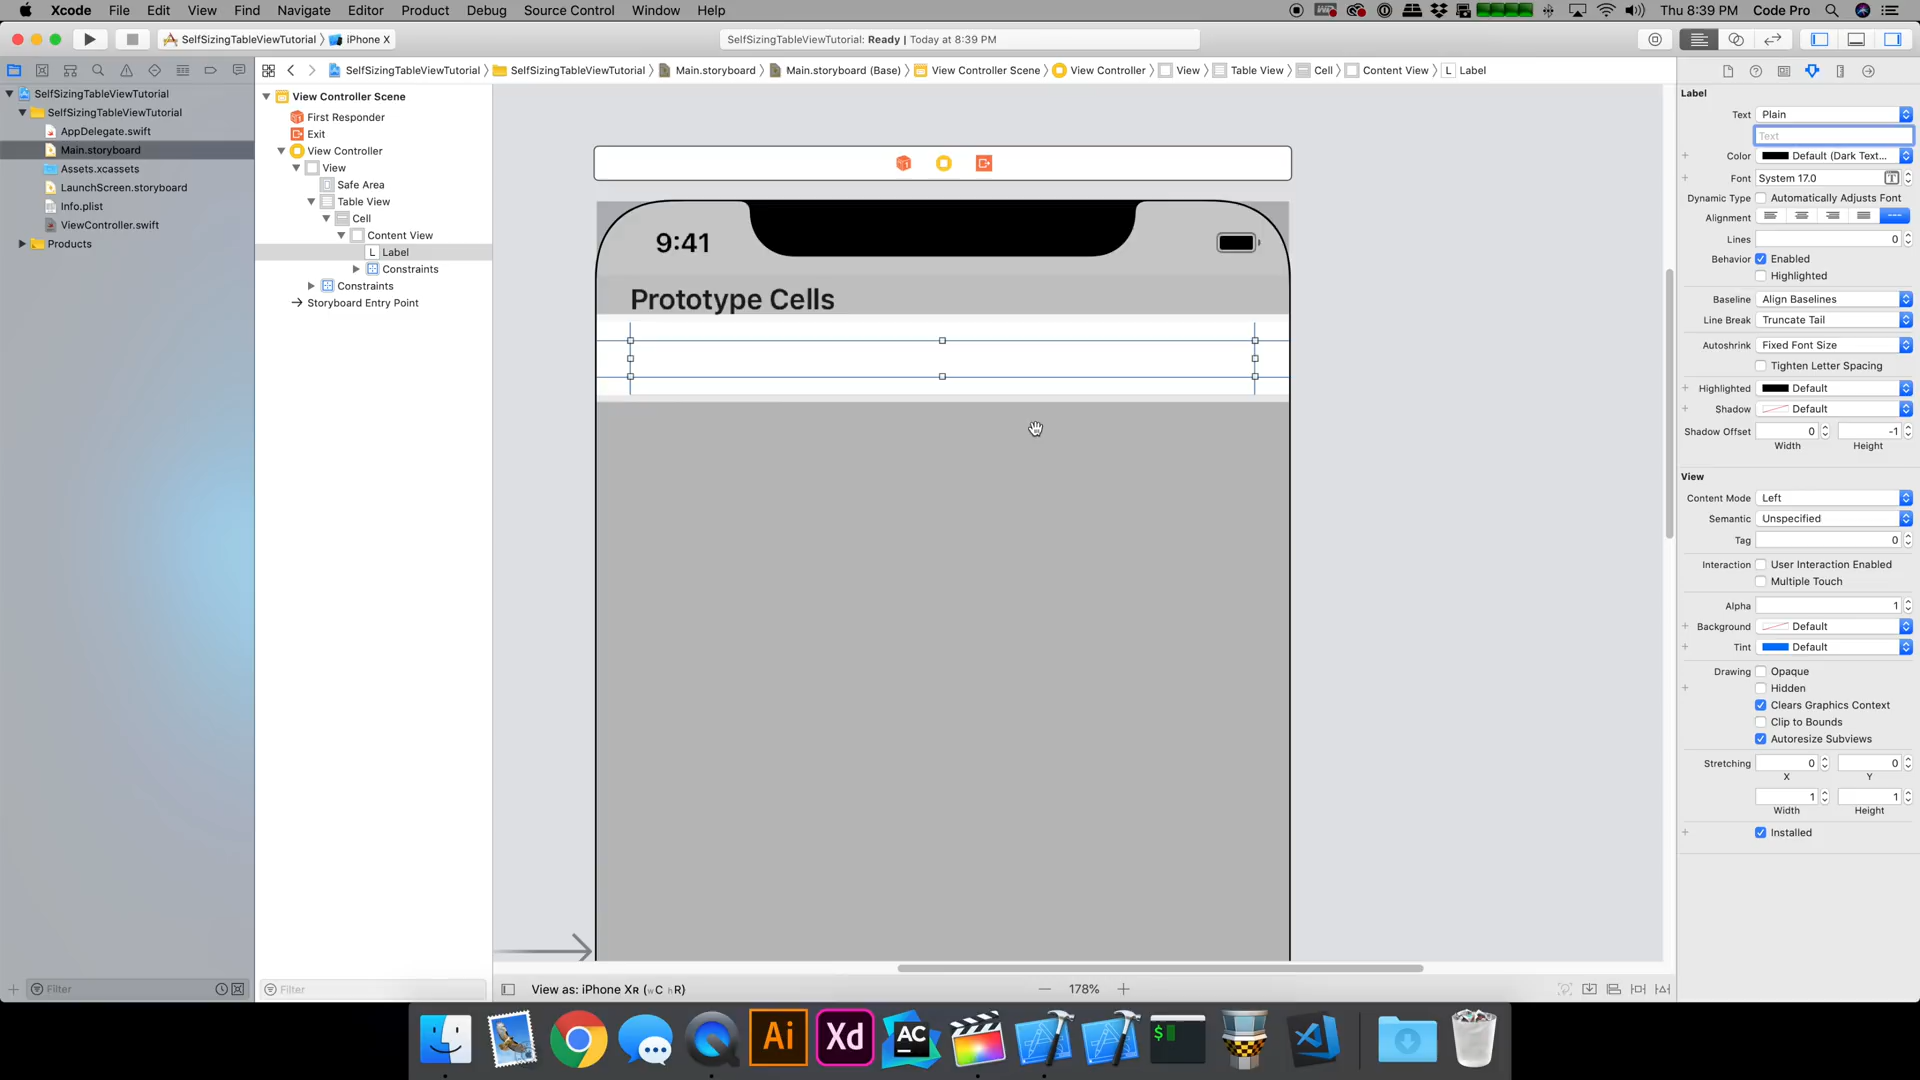 Xcode File Edit View Find Navigate Editor Product Debug Source Control Window Help Thu 8:39 PM Code Pro
SelfSizingTableViewTutorial iPhone X
SelfSizingTableViewTutorial: Ready | Today at 8:39 PM
SelfSizingTableViewTutorial SelfSizingTableViewTutorial Main.storyboard Main.storyboard (Base) View Controller Scene View Controller View Table View Cell Content View L Label
SelfSizingTableViewTutorial
SelfSizingTableViewTutorial
AppDelegate.swift
Main.storyboard
Assets.xcassets
LaunchScreen.storyboard
Info.plist
ViewController.swift
Products
Filter
View Controller Scene
First Responder
Exit
View Controller
View
Safe Area
Table View
Cell
Content View
L Label
Constraints
Constraints
Storyboard Entry Point
Filter
9:41
Prototype Cells
View as: iPhone XR (wC hR)
178%
Label
Text Plain
Text
Color Default (Dark Text...
Font System 17.0
Dynamic Type Automatically Adjusts Font
Alignment
Lines 0
Behavior Enabled
Highlighted
Baseline Align Baselines
Line Break Truncate Tail
Autoshrink Fixed Font Size
Tighten Letter Spacing
Highlighted Default
Shadow Default
Shadow Offset 0 -1
Width Height
View
Content Mode Left
Semantic Unspecified
Tag 0
Interaction User Interaction Enabled
Multiple Touch
Alpha 1
Background Default
Tint Default
Drawing Opaque
Hidden
Clears Graphics Context
Clip to Bounds
Autoresize Subviews
Stretching 0 0
X Y
1 1
Width Height
Installed
Ai Xd AC $